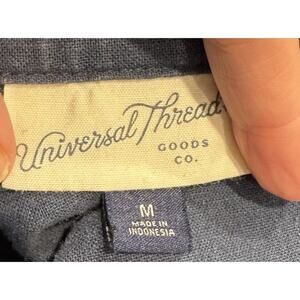 Universal Thread
GOODS
CO.
M
MADE IN
INDONESIA